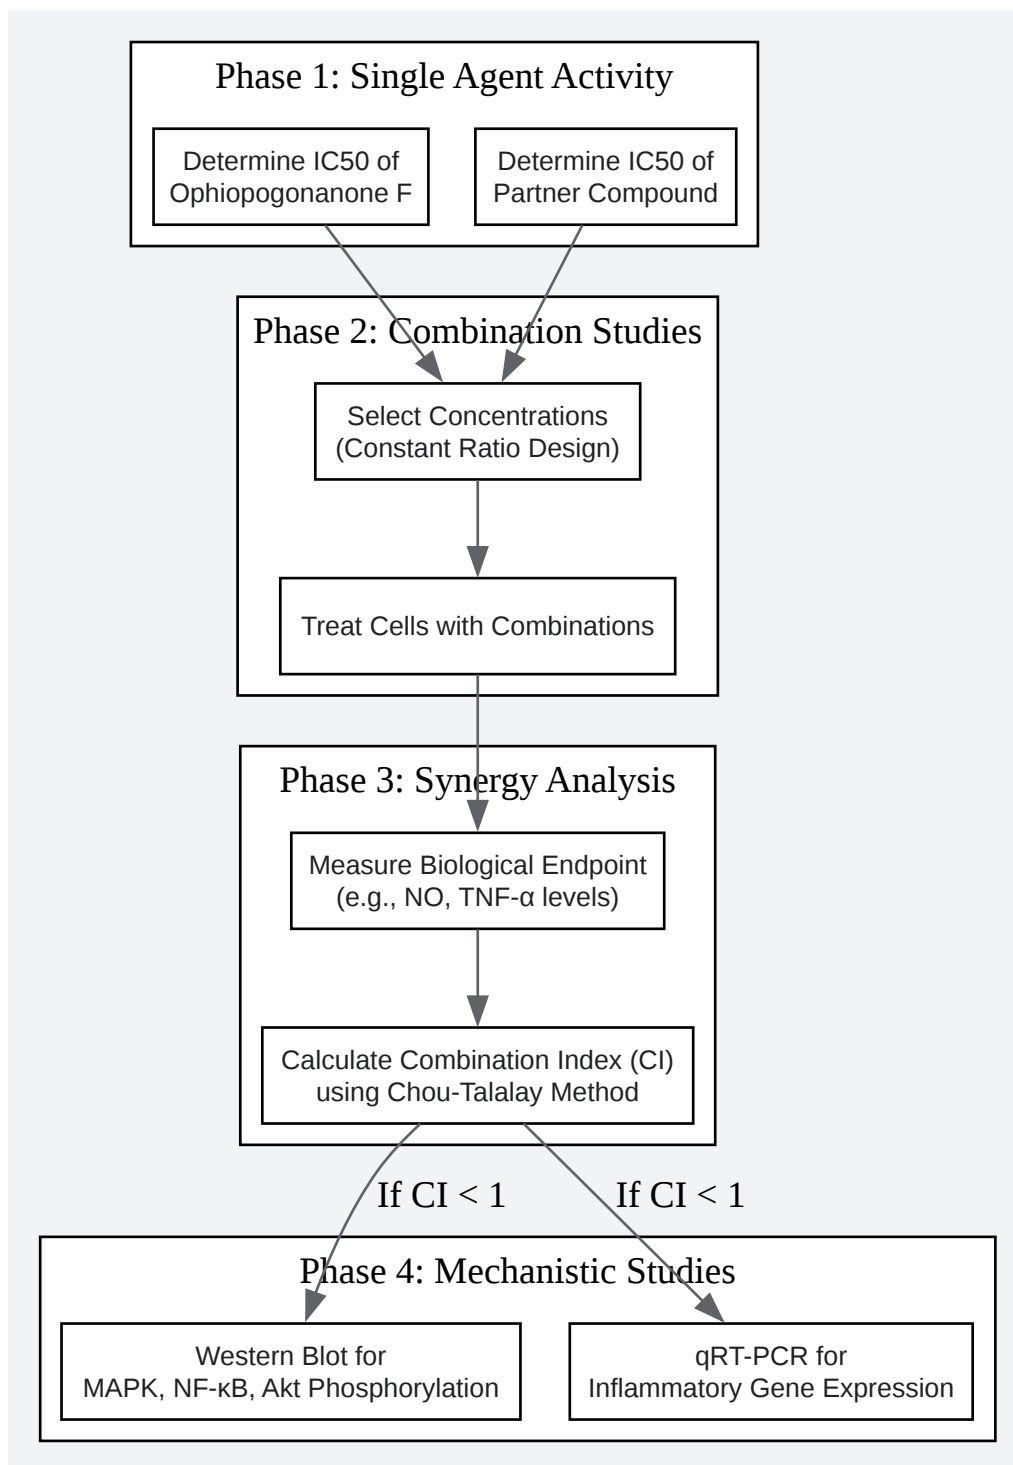 Phase 1: Single Agent Activity
Determine IC50 of
Ophiopogonanone F
Determine IC50 of
Partner Compound
Phase 2: Combination Studies
Select Concentrations
(Constant Ratio Design)
Treat Cells with Combinations
Phase 3: Synergy Analysis
Measure Biological Endpoint
(e.g., NO, TNF-α levels)
Calculate Combination Index (CI)
using Chou-Talalay Method
If CI < 1
If CI < 1
Phase 4: Mechanistic Studies
Western Blot for
MAPK, NF-κB, Akt Phosphorylation
qRT-PCR for
Inflammatory Gene Expression